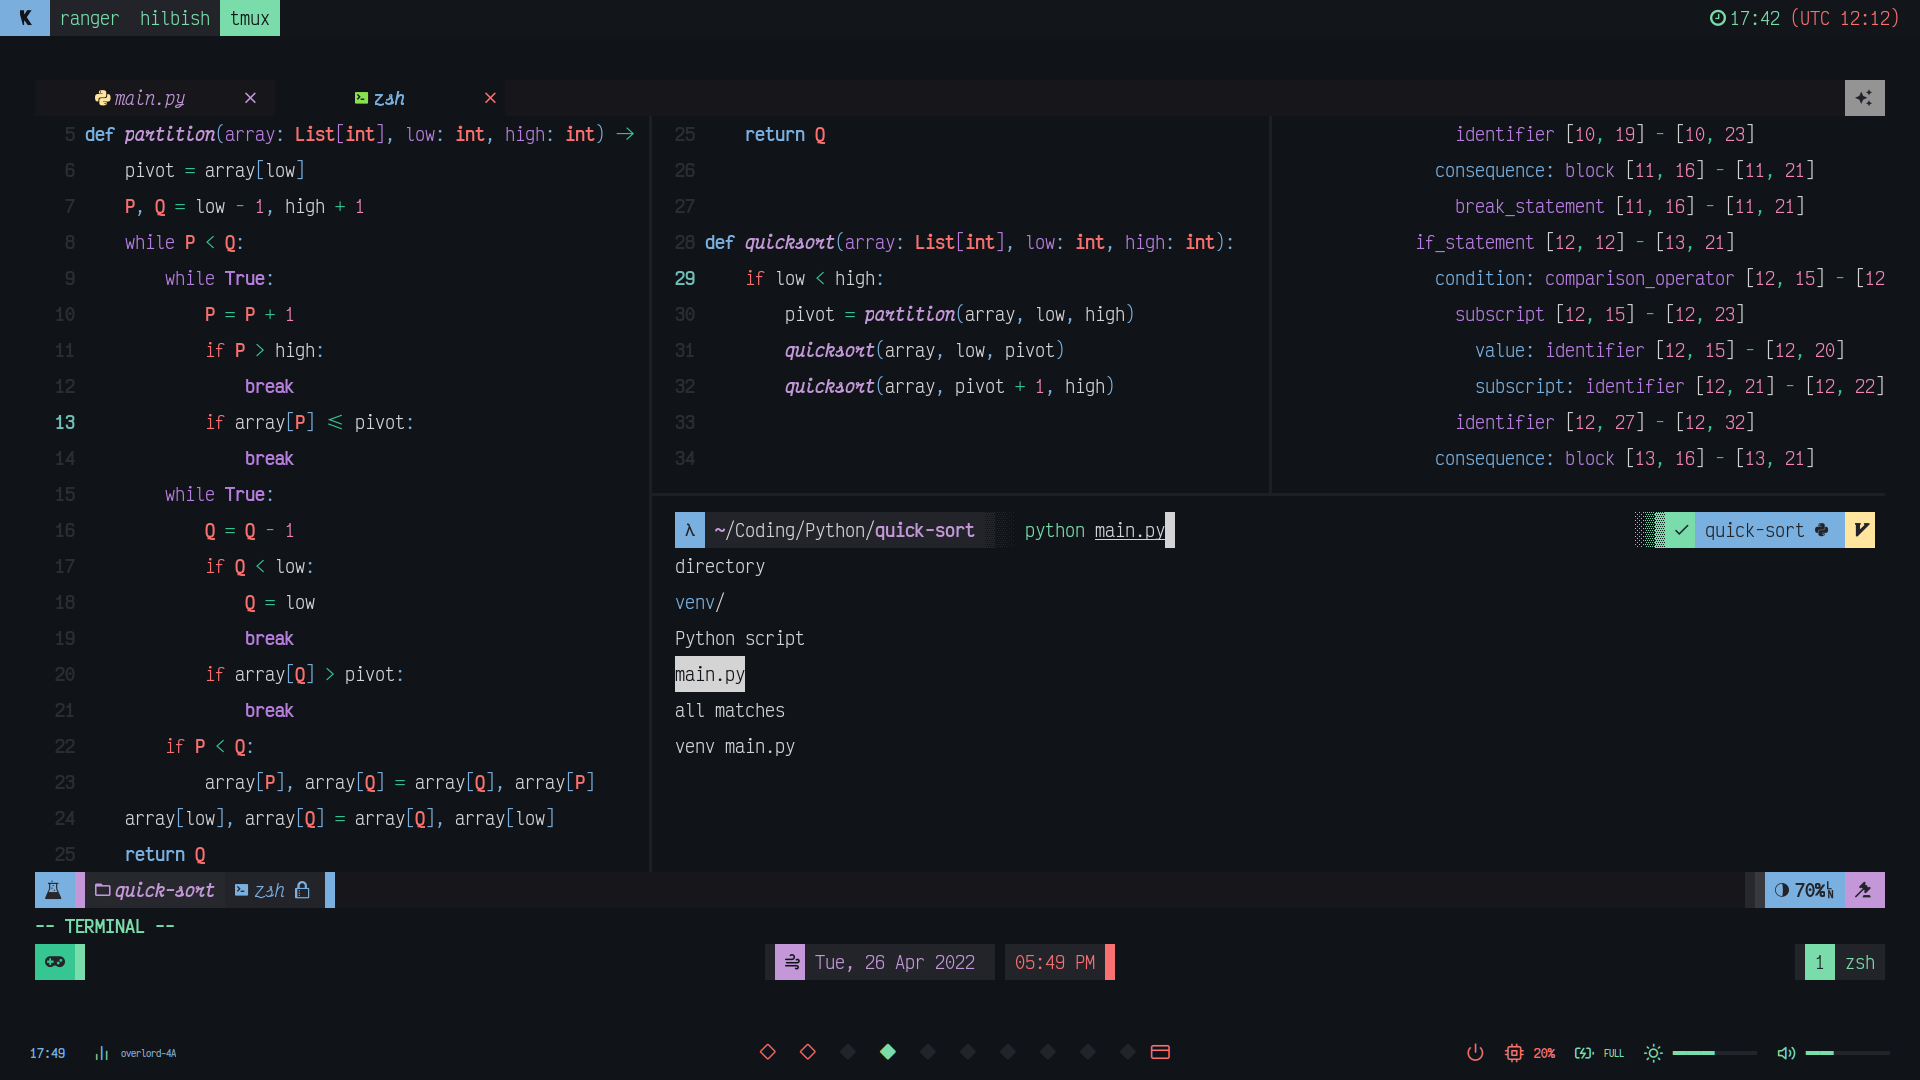 K ranger hilbish tmux 17:42 (UTC 12:12)
main.py × zsh ×
5 def partition(array: List[int], low: int, high: int) →
6 pivot = array[low]
7 P, Q = low - 1, high + 1
8 while P < Q:
9 while True:
10 P = P + 1
11 if P > high:
12 break
13 if array[P] ≤ pivot:
14 break
15 while True:
16 Q = Q - 1
17 if Q < low:
18 Q = low
19 break
20 if array[Q] > pivot:
21 break
22 if P < Q:
23 array[P], array[Q] = array[Q], array[P]
24 array[low], array[Q] = array[Q], array[low]
25 return Q
25 return Q
26
27
28 def quicksort(array: List[int], low: int, high: int):
29 if low < high:
30 pivot = partition(array, low, high)
31 quicksort(array, low, pivot)
32 quicksort(array, pivot + 1, high)
33
34
identifier [10, 19] - [10, 23]
consequence: block [11, 16] - [11, 21]
break_statement [11, 16] - [11, 21]
if_statement [12, 12] - [13, 21]
condition: comparison_operator [12, 15] - [12
subscript [12, 15] - [12, 23]
value: identifier [12, 15] - [12, 20]
subscript: identifier [12, 21] - [12, 22]
identifier [12, 27] - [12, 32]
consequence: block [13, 16] - [13, 21]
λ ~/Coding/Python/quick-sort python main.py ✓ quick-sort V
directory
venv/
Python script
main.py
all matches
venv main.py
quick-sort zsh 70% LN
-- TERMINAL --
Tue, 26 Apr 2022 05:49 PM 1 zsh
17:49 overlord-4A 20% FULL